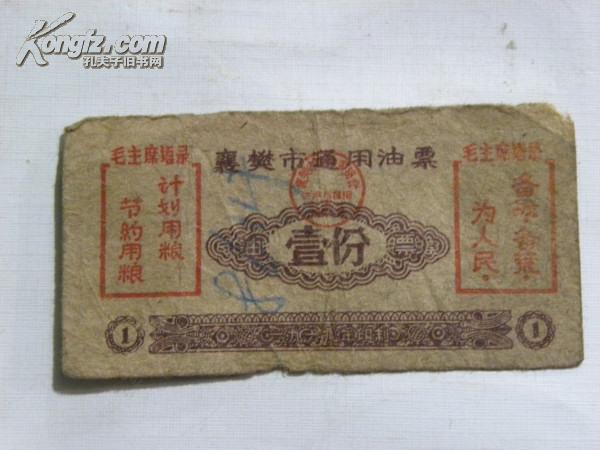 Kongfz.com
孔夫子旧书网
襄樊市通用油票
毛主席语录
计划用粮
节约用粮
毛主席语录
备战备荒
为人民
油 壹份 票
1
1